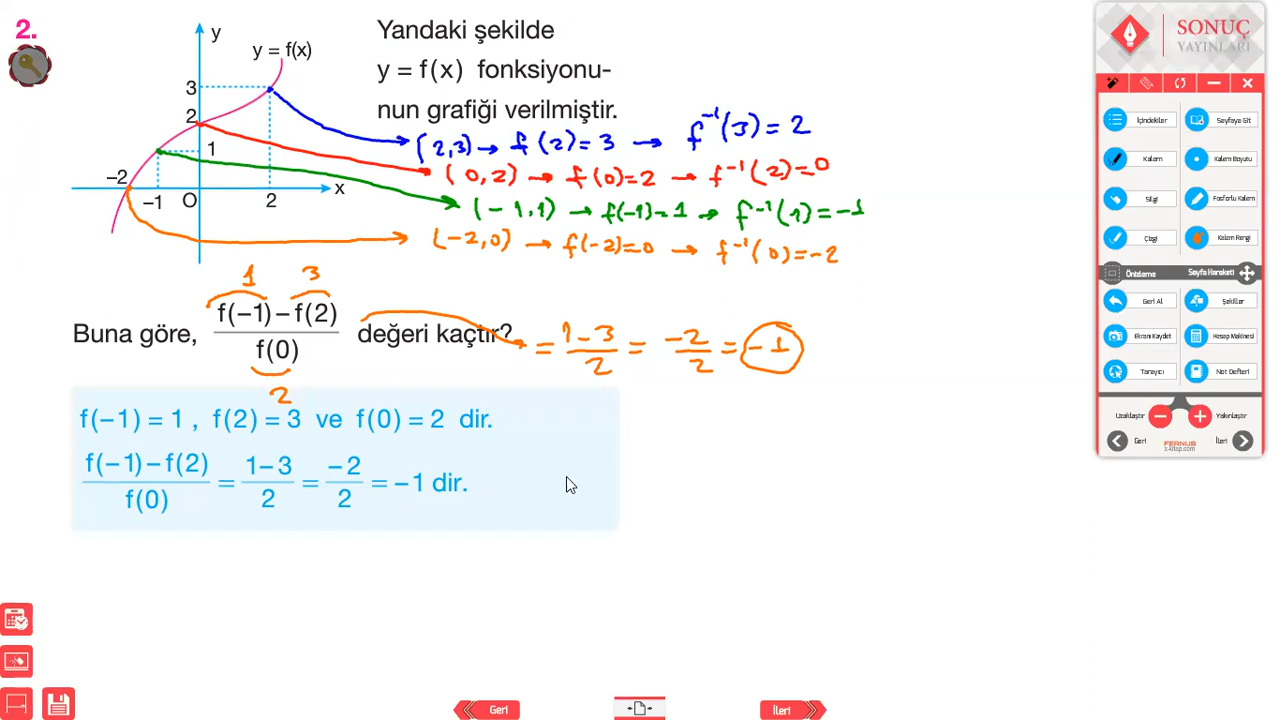 2.
y
y = f(x)
3
2
1
–2
–1
O
2
x
Yandaki şekilde
y = f(x) fonksiyonu-
nun grafiği verilmiştir.
(2,3) → f(2) = 3 → f⁻¹(3) = 2
(0,2) → f(0) = 2 → f⁻¹(2) = 0
(-1,1) → f(-1) = 1 → f⁻¹(1) = -1
(-2,0) → f(-2) = 0 → f⁻¹(0) = -2
1 3
Buna göre, f(–1) – f(2) / f(0) değeri kaçtır? = 1-3 / 2 = -2 / 2 = -1
2
f(–1) = 1 , f(2) = 3 ve f(0) = 2 dir.
f(–1) – f(2) / f(0) = 1–3 / 2 = –2 / 2 = –1 dir.
SONUÇ
YAYINLARI
İçindekiler
Sayfaya Git
Kalem
Kalem Boyutu
Silgi
Fosforlu Kalem
Çizgi
Kalem Rengi
Önizleme
Sayfa Hareketi
Geri Al
Şekiller
Ekranı Kaydet
Hesap Makinesi
Tarayıcı
Not Defteri
Uzaklaştır
Yakınlaştır
Geri
FERNUS
z-kitap.com
İleri
Geri
İleri